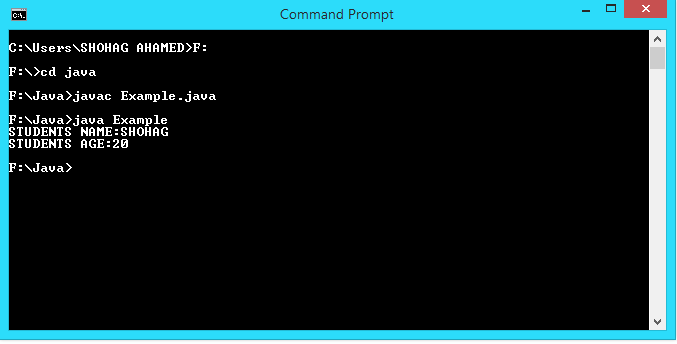 Command Prompt
C:\Users\SHOHAG AHAMED>F:
F:\>cd java
F:\Java>javac Example.java
F:\Java>java Example
STUDENTS NAME:SHOHAG
STUDENTS AGE:20
F:\Java>